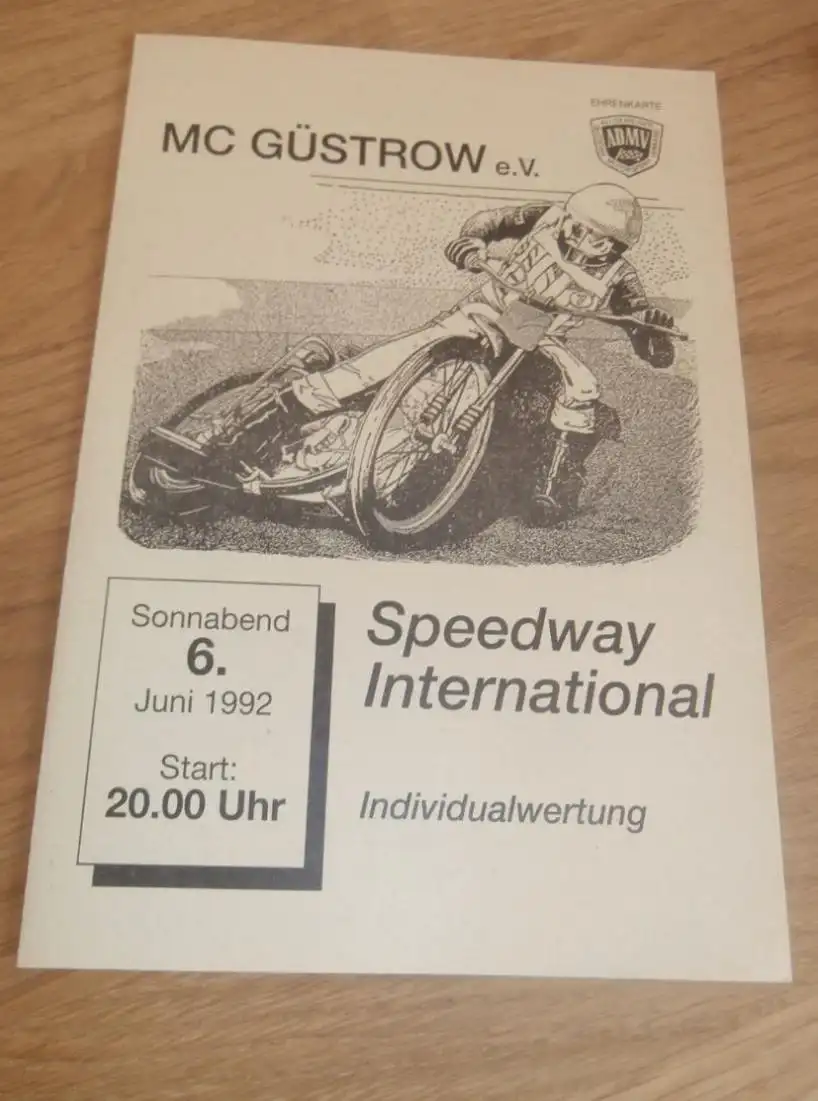 EHRENKARTE
ADMV
MC GÜSTROW e.V.
Sonnabend
6.
Juni 1992
Start:
20.00 Uhr
Speedway
International
Individualwertung